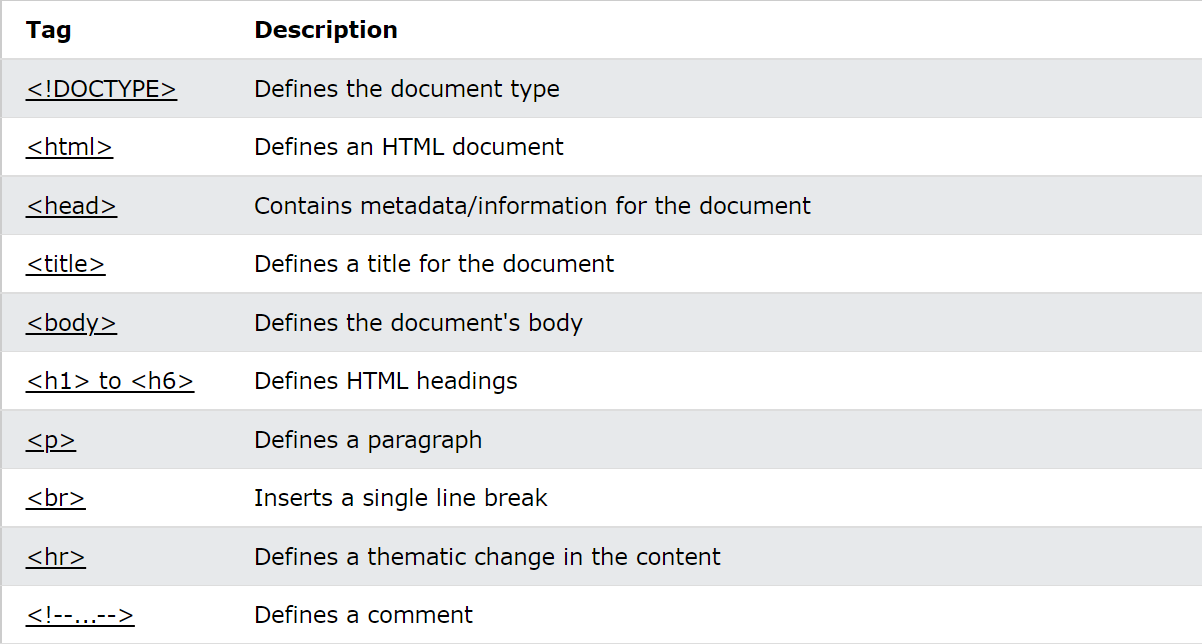 Tag Description
<!DOCTYPE> Defines the document type
<html> Defines an HTML document
<head> Contains metadata/information for the document
<title> Defines a title for the document
<body> Defines the document's body
<h1> to <h6> Defines HTML headings
<p> Defines a paragraph
<br> Inserts a single line break
<hr> Defines a thematic change in the content
<!--...--> Defines a comment